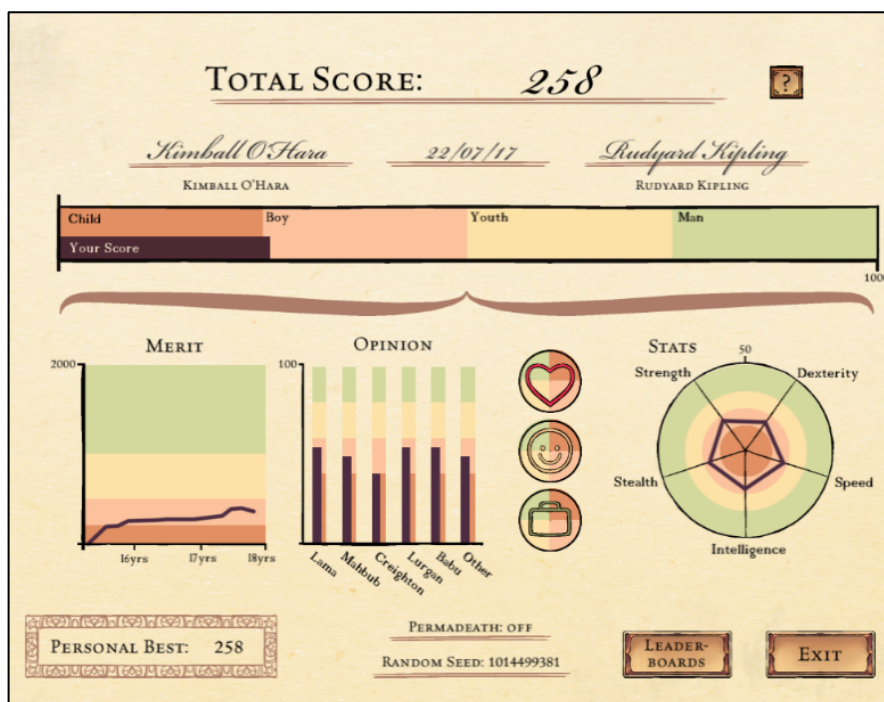 TOTAL SCORE: 258
?
Kimball O'Hara 22/07/17 Rudyard Kipling
KIMBALL O'HARA RUDYARD KIPLING
Child Boy Youth Man
Your Score
1000
MERIT OPINION STATS
2000 100 50
Strength Dexterity
Stealth Speed
Intelligence
16yrs 17yrs 18yrs
Lama Mahbub Creighton Lurgan Babu Other
PERMADEATH: OFF
PERSONAL BEST: 258
RANDOM SEED: 1014499381
LEADER-
BOARDS
EXIT